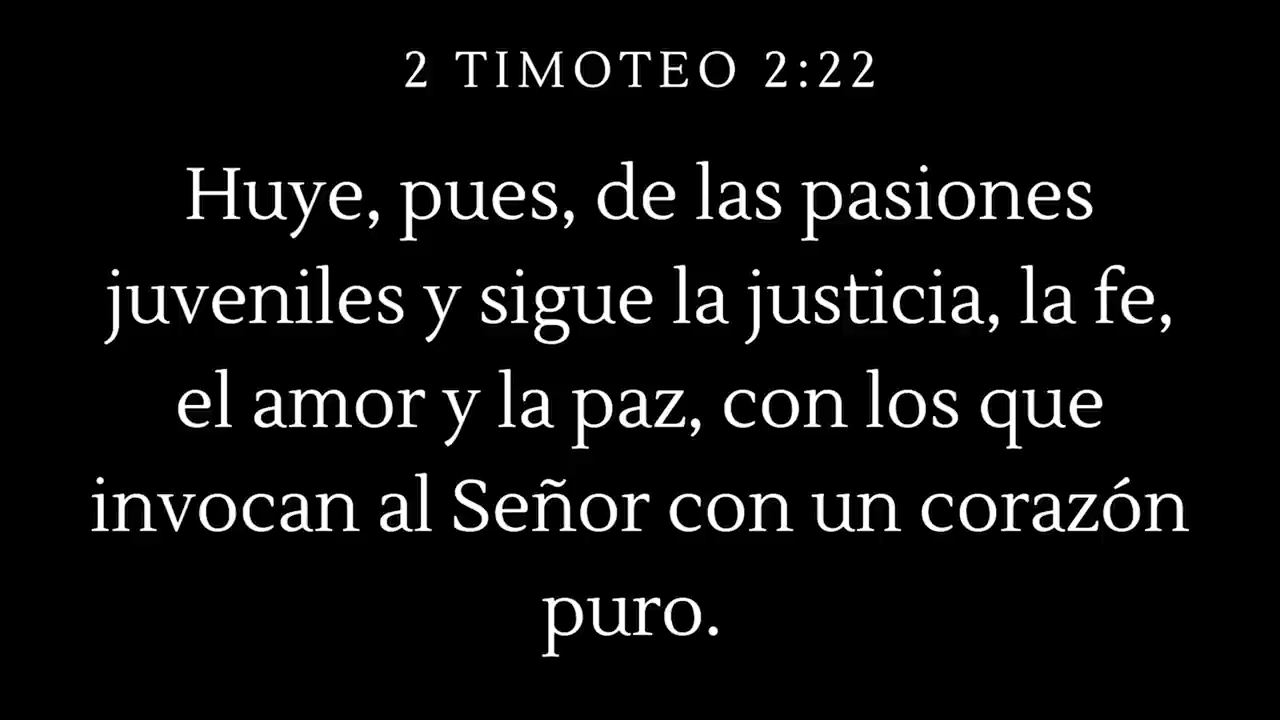 2 TIMOTEO 2:22
Huye, pues, de las pasiones
juveniles y sigue la justicia, la fe,
el amor y la paz, con los que
invocan al Señor con un corazón
puro.